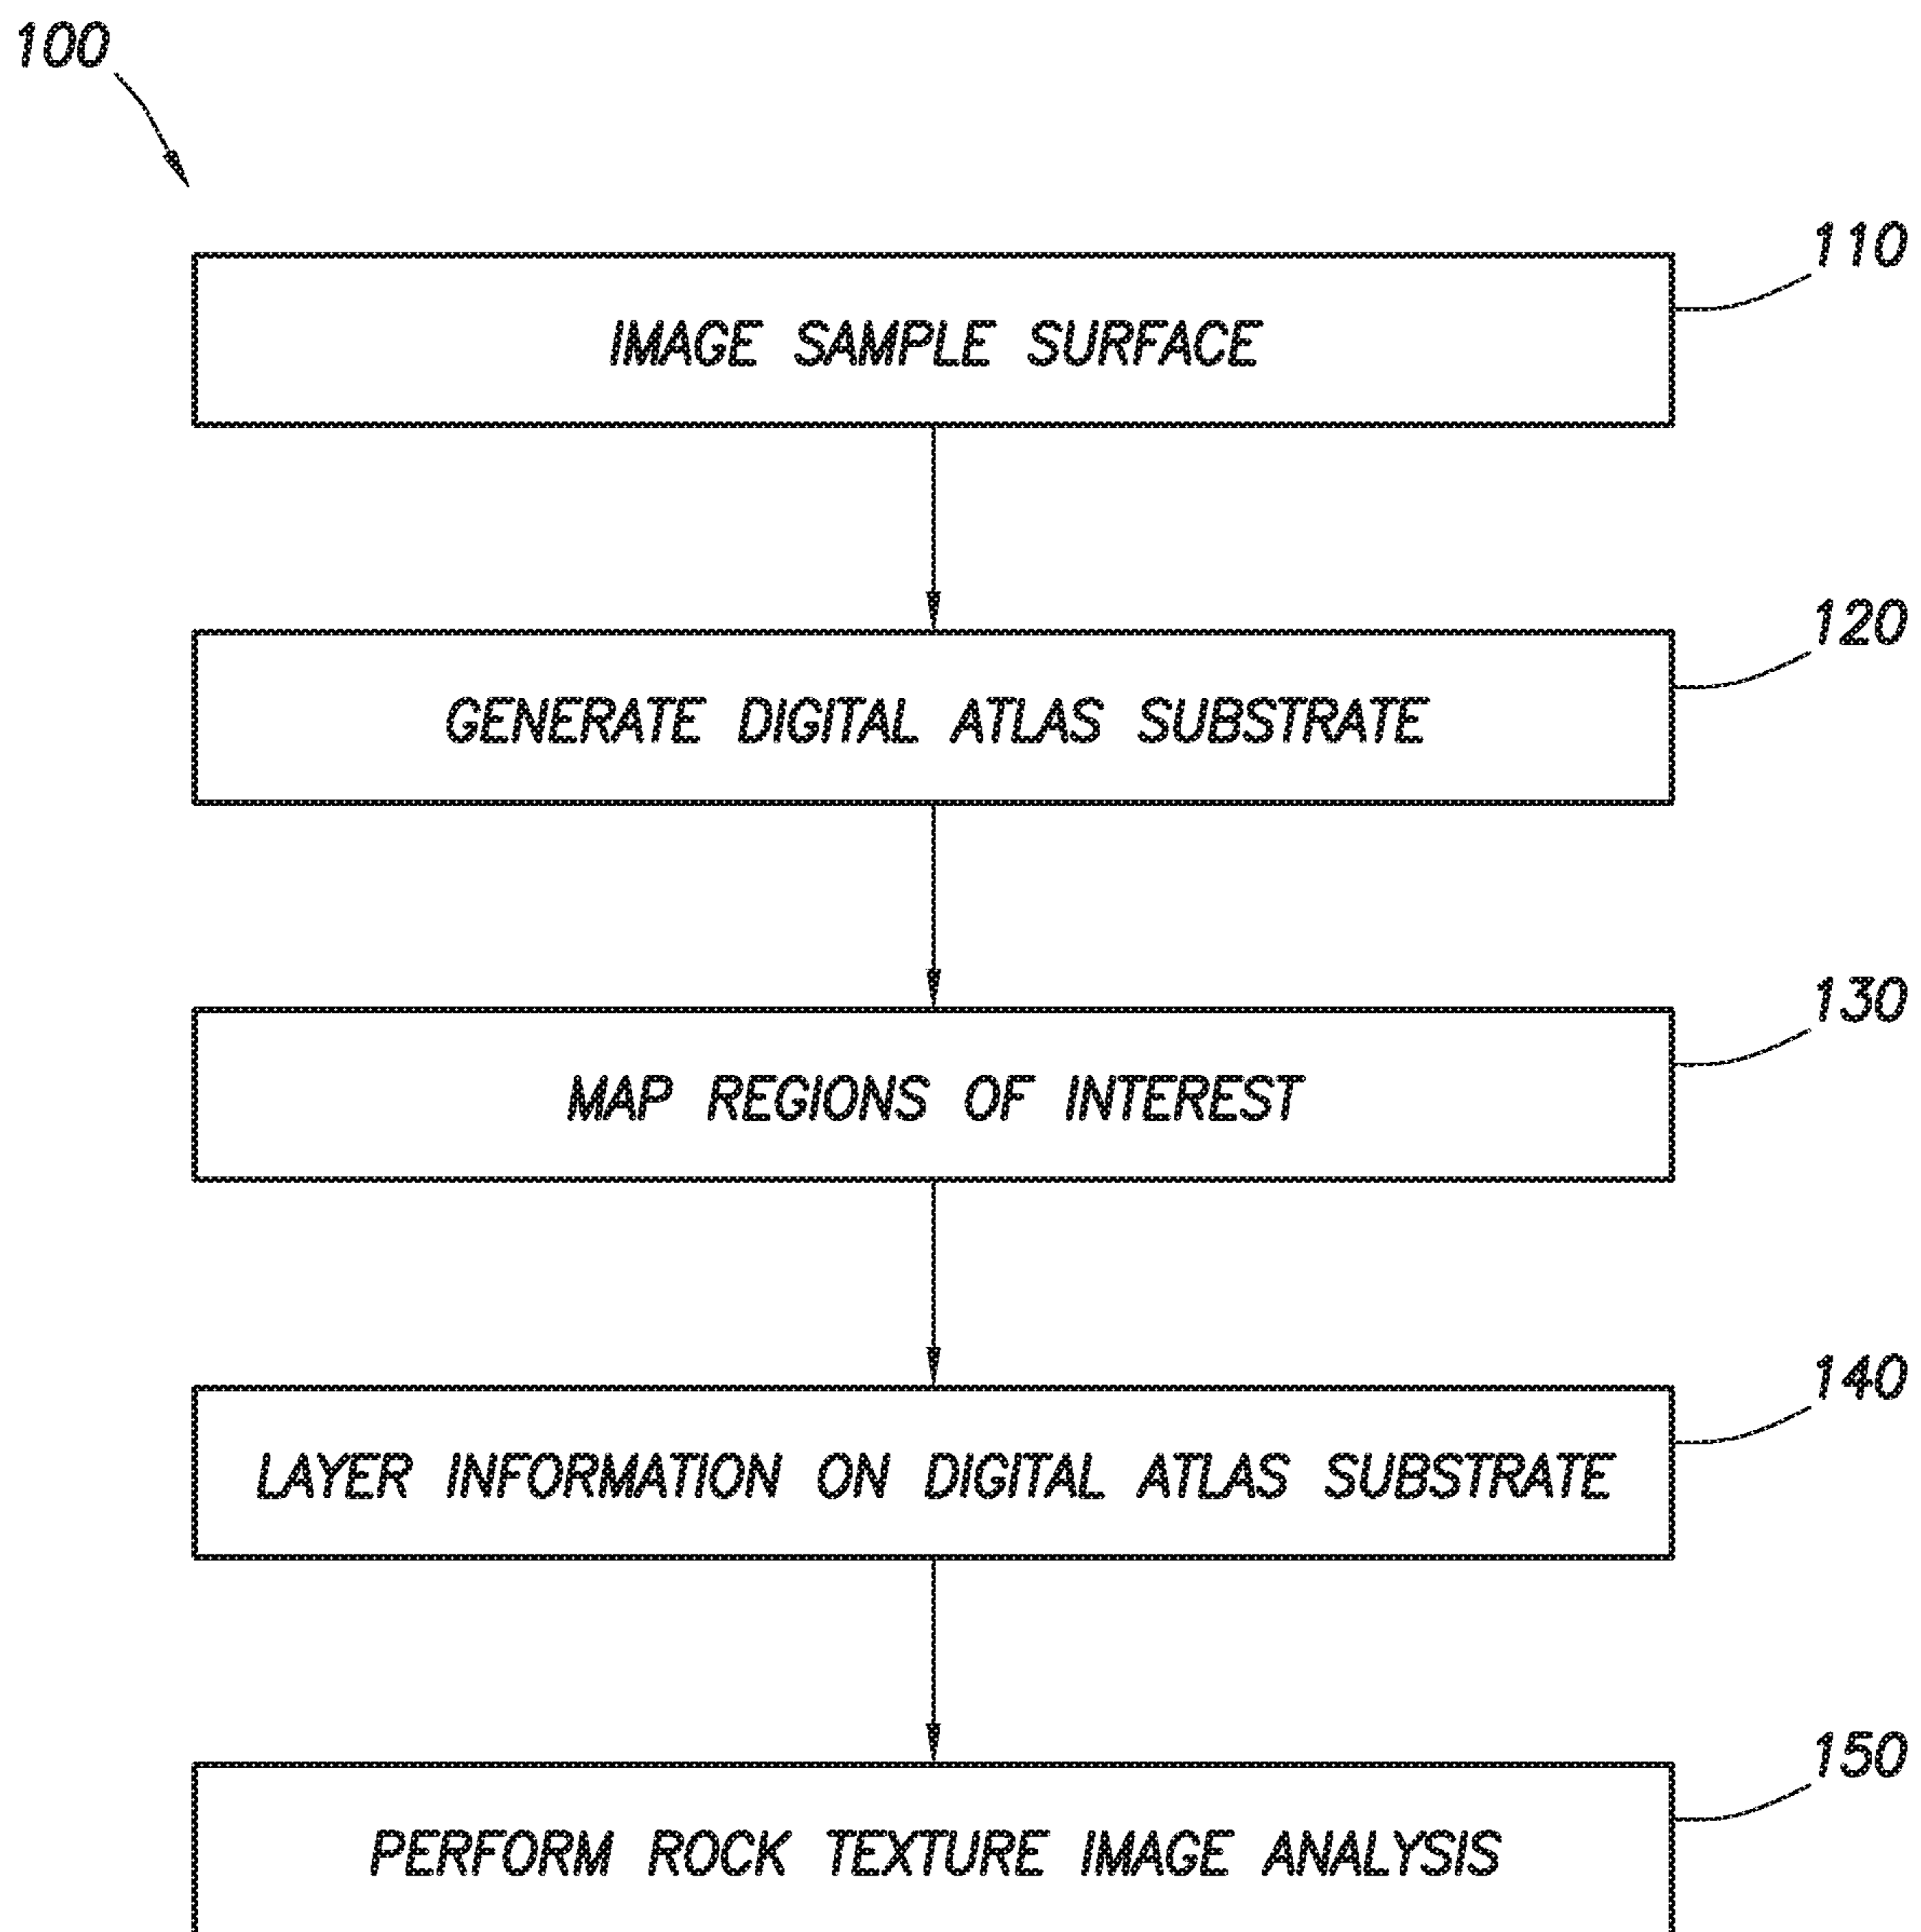 100
110
IMAGE SAMPLE SURFACE
120
GENERATE DIGITAL ATLAS SUBSTRATE
130
MAP REGIONS OF INTEREST
140
LAYER INFORMATION ON DIGITAL ATLAS SUBSTRATE
150
PERFORM ROCK TEXTURE IMAGE ANALYSIS